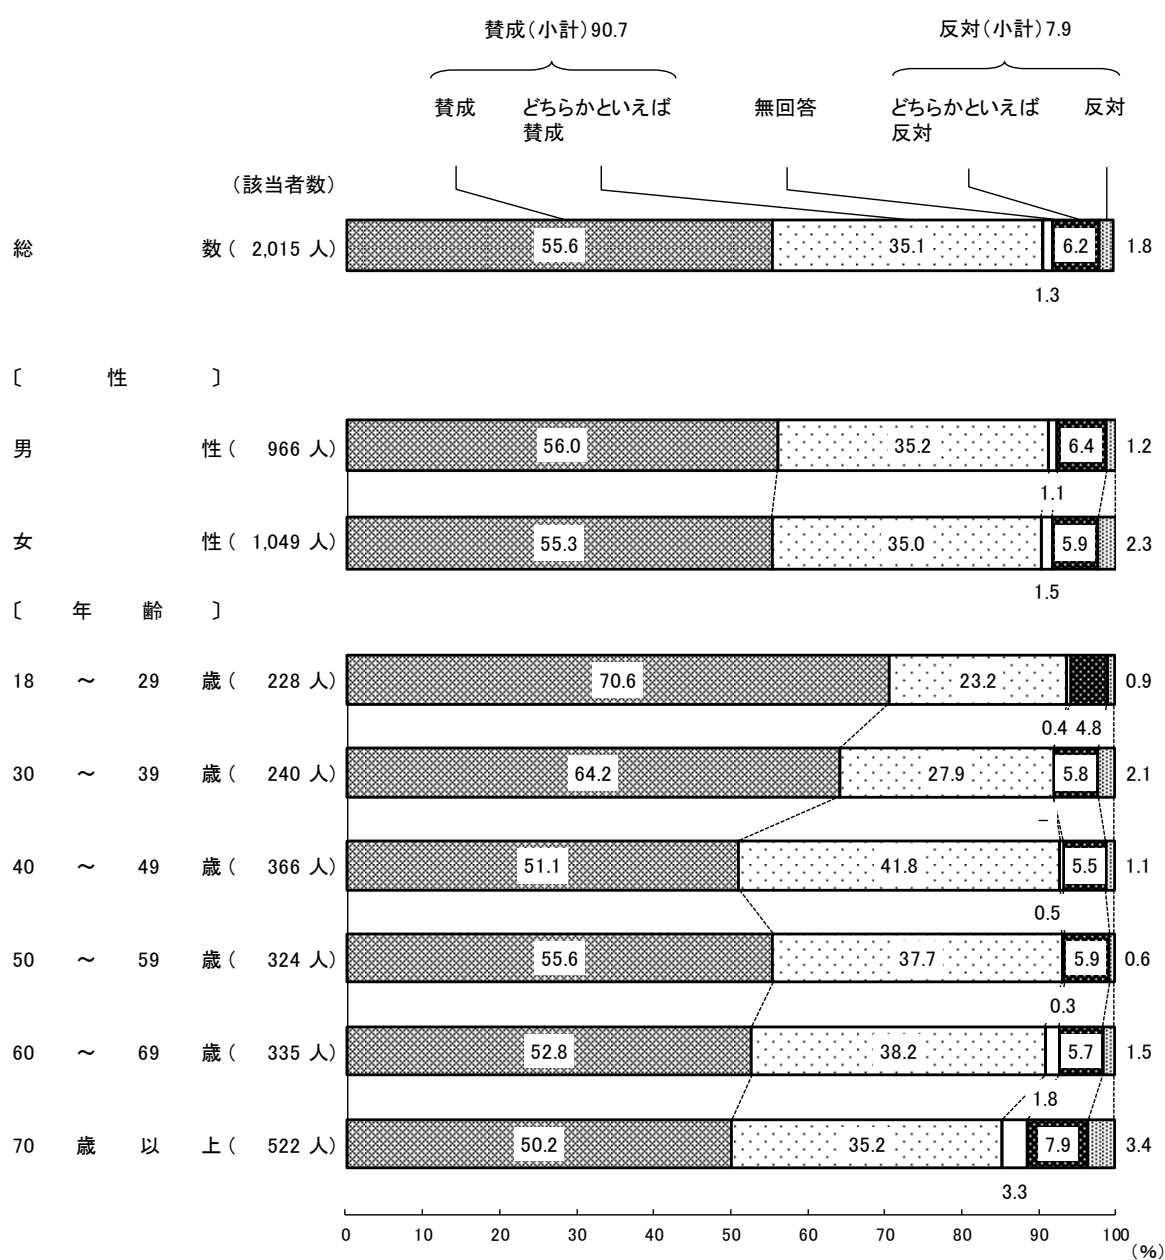 賛成（小計）90.7 反対（小計）7.9
賛成 どちらかといえば賛成 無回答 どちらかといえば反対 反対
（該当者数）
総 数（ 2,015 人） 55.6 35.1 6.2 1.8
1.3
〔 性 〕
男 性（ 966 人） 56.0 35.2 6.4 1.2
1.1
女 性（ 1,049 人） 55.3 35.0 5.9 2.3
1.5
〔 年 齢 〕
18 ～ 29 歳（ 228 人） 70.6 23.2 0.9
0.4 4.8
30 ～ 39 歳（ 240 人） 64.2 27.9 5.8 2.1
－
40 ～ 49 歳（ 366 人） 51.1 41.8 5.5 1.1
0.5
50 ～ 59 歳（ 324 人） 55.6 37.7 5.9 0.6
0.3
60 ～ 69 歳（ 335 人） 52.8 38.2 5.7 1.5
1.8
70 歳 以 上（ 522 人） 50.2 35.2 7.9 3.4
3.3
0 10 20 30 40 50 60 70 80 90 100
（%）